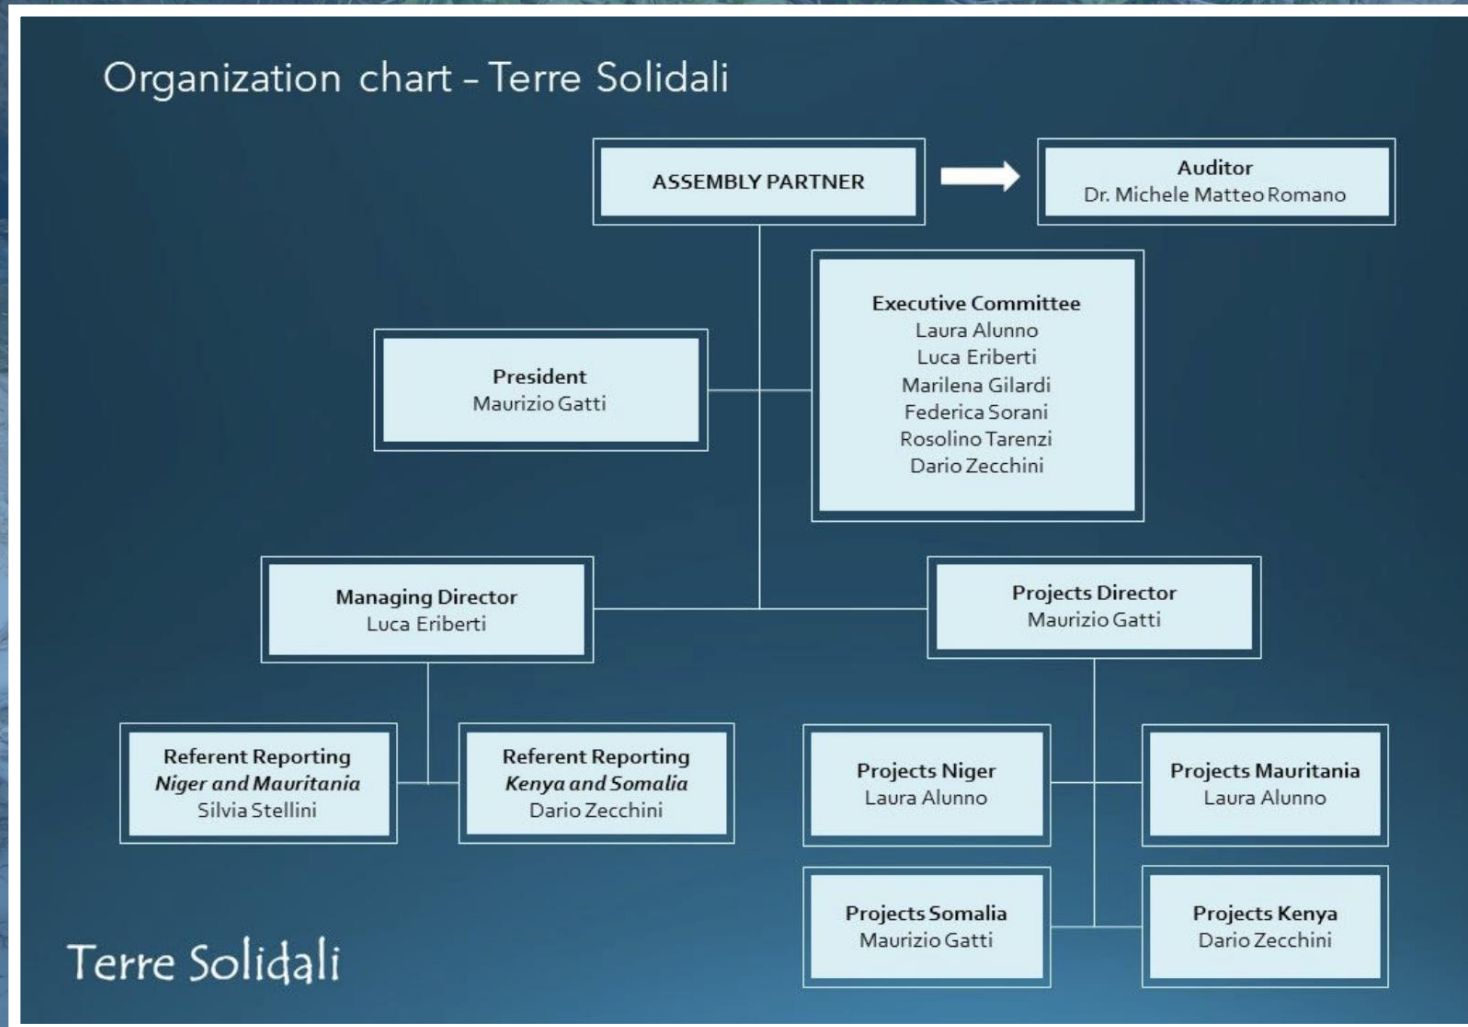 Organization chart - Terre Solidali
ASSEMBLY PARTNER
Auditor
Dr. Michele Matteo Romano
Executive Committee
Laura Alunno
Luca Eriberti
Marilena Gilardi
Federica Sorani
Rosolino Tarenzi
Dario Zecchini
President
Maurizio Gatti
Managing Director
Luca Eriberti
Projects Director
Maurizio Gatti
Referent Reporting
Niger and Mauritania
Silvia Stellini
Referent Reporting
Kenya and Somalia
Dario Zecchini
Projects Niger
Laura Alunno
Projects Mauritania
Laura Alunno
Projects Somalia
Maurizio Gatti
Projects Kenya
Dario Zecchini
Terre Solidali